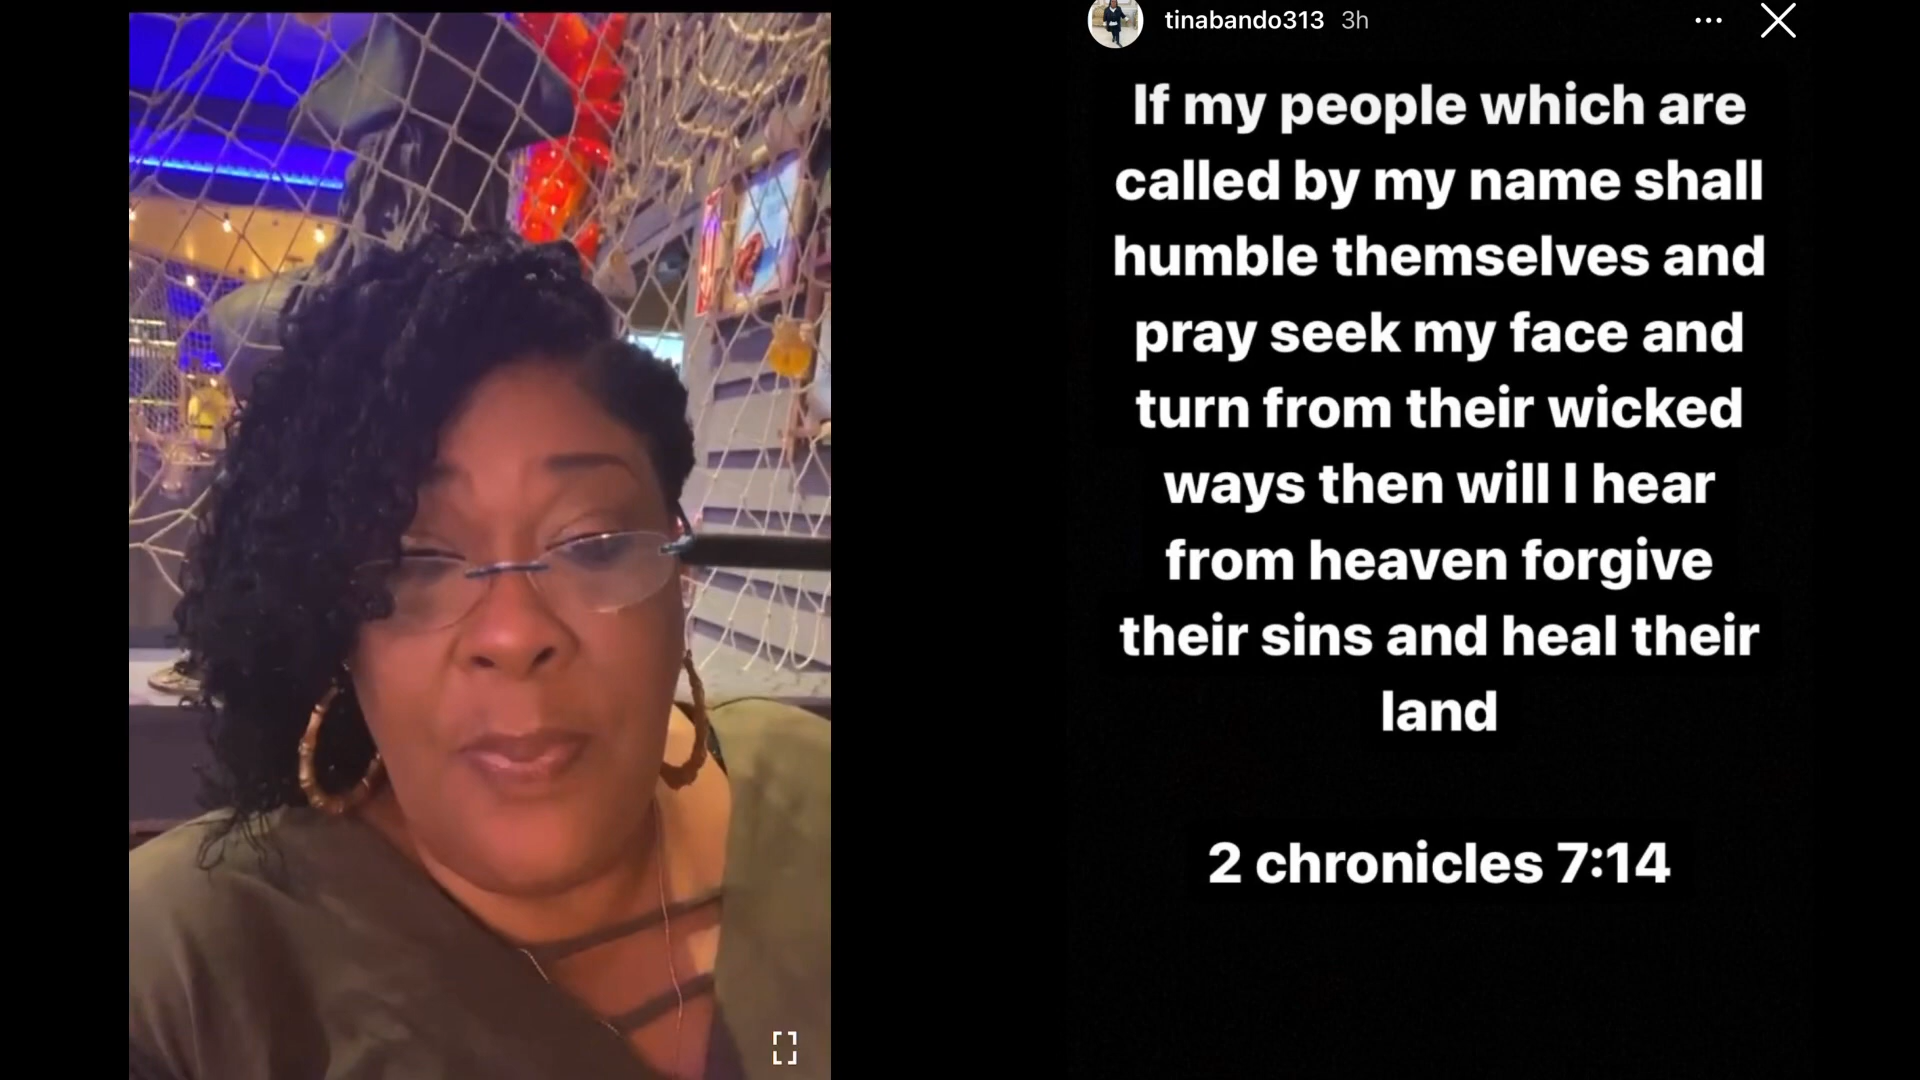 tinabando313 3h
If my people which are
called by my name shall
humble themselves and
pray seek my face and
turn from their wicked
ways then will I hear
from heaven forgive
their sins and heal their
land
2 chronicles 7:14